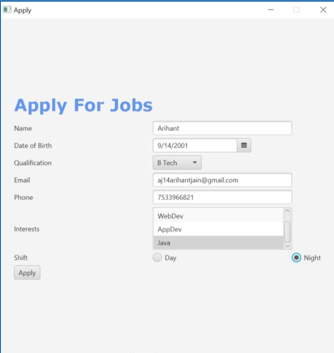 Apply
Apply For Jobs
Name Arihant
Date of Birth 9/14/2001
Qualification B Tech
Email aj14arihantjain@gmail.com
Phone 7533966821
WebDev
Interests AppDev
Java
Shift Day Night
Apply